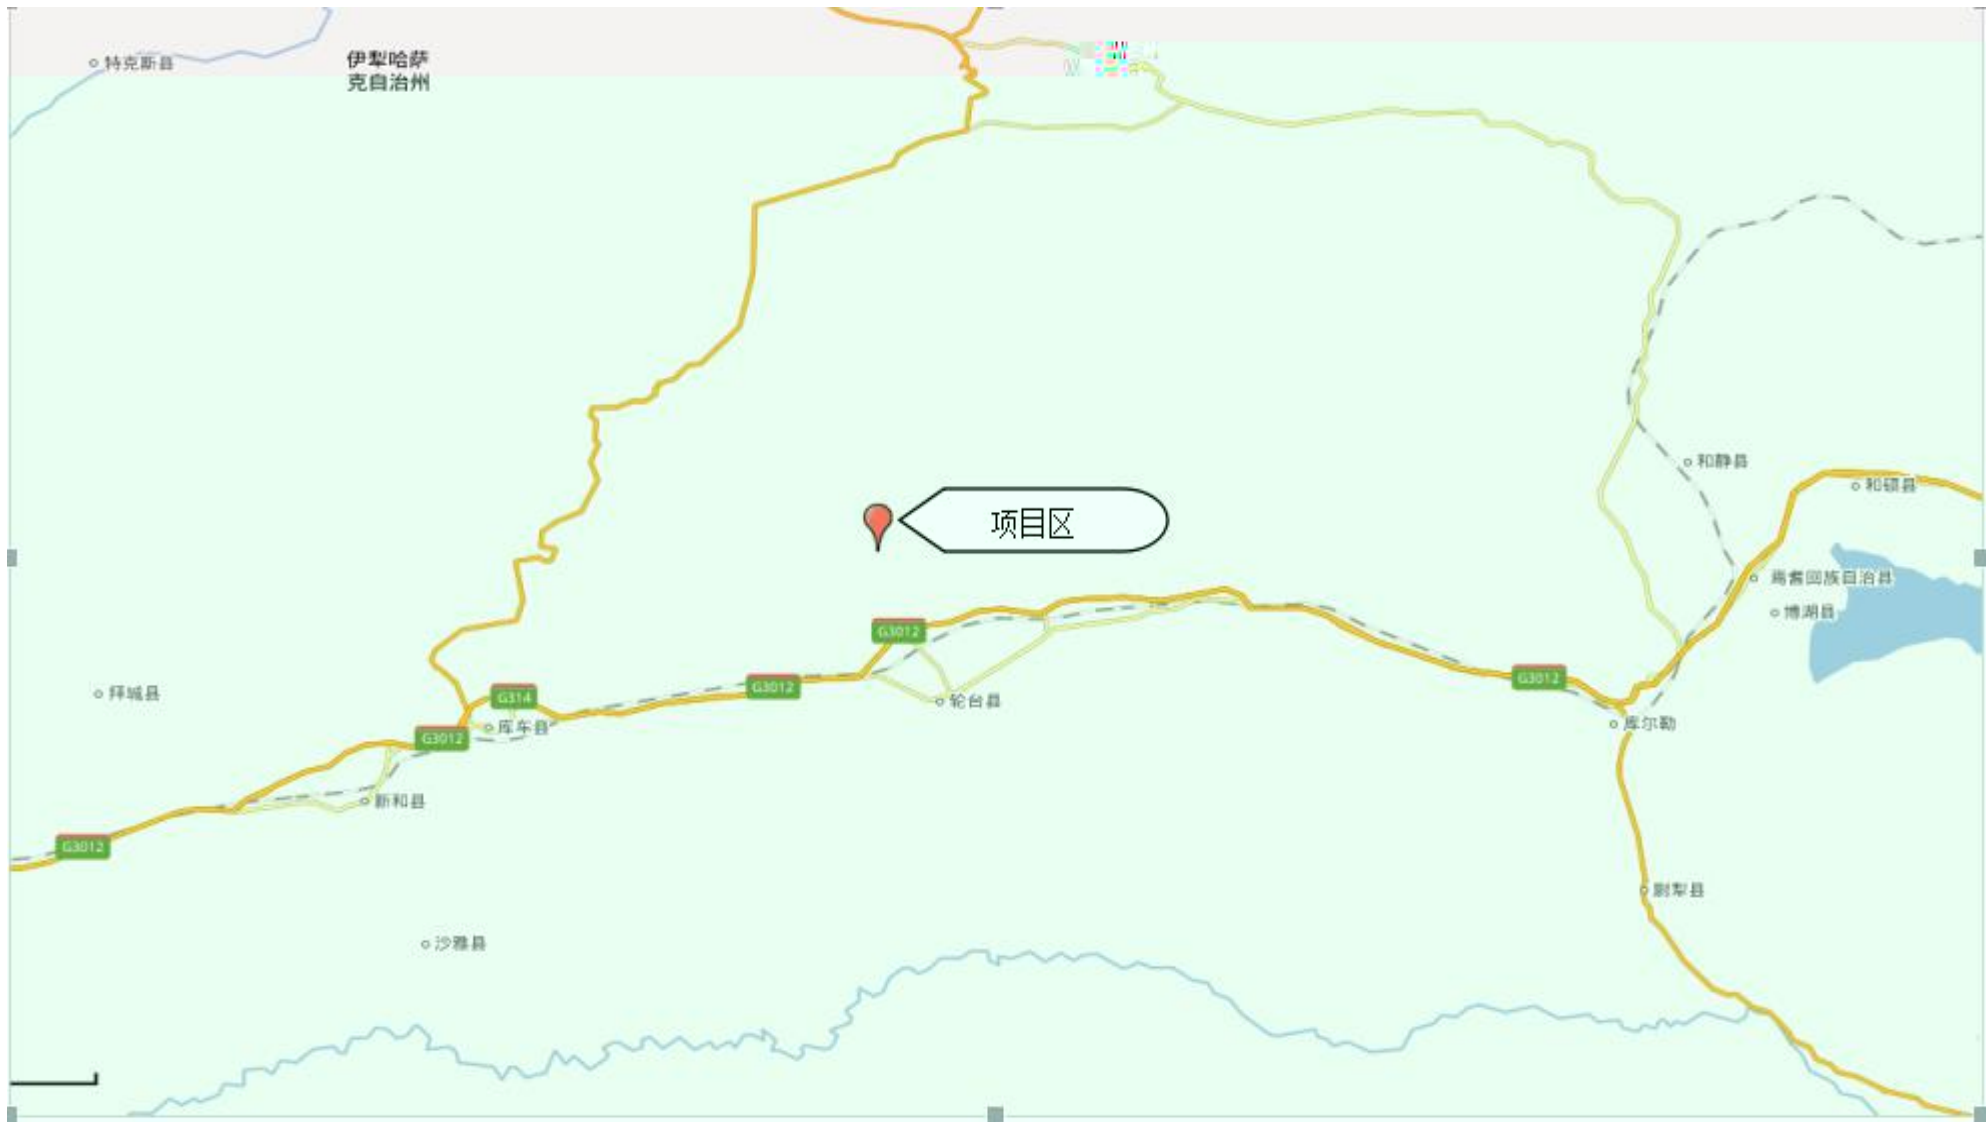 特克斯县
伊犁哈萨
克自治州
和静县
和硕县
项目区
焉耆回族自治县
博湖县
G3012
G3012
G3012
拜城县
G314
轮台县
库车县
库尔勒
G3012
新和县
G3012
尉犁县
沙雅县